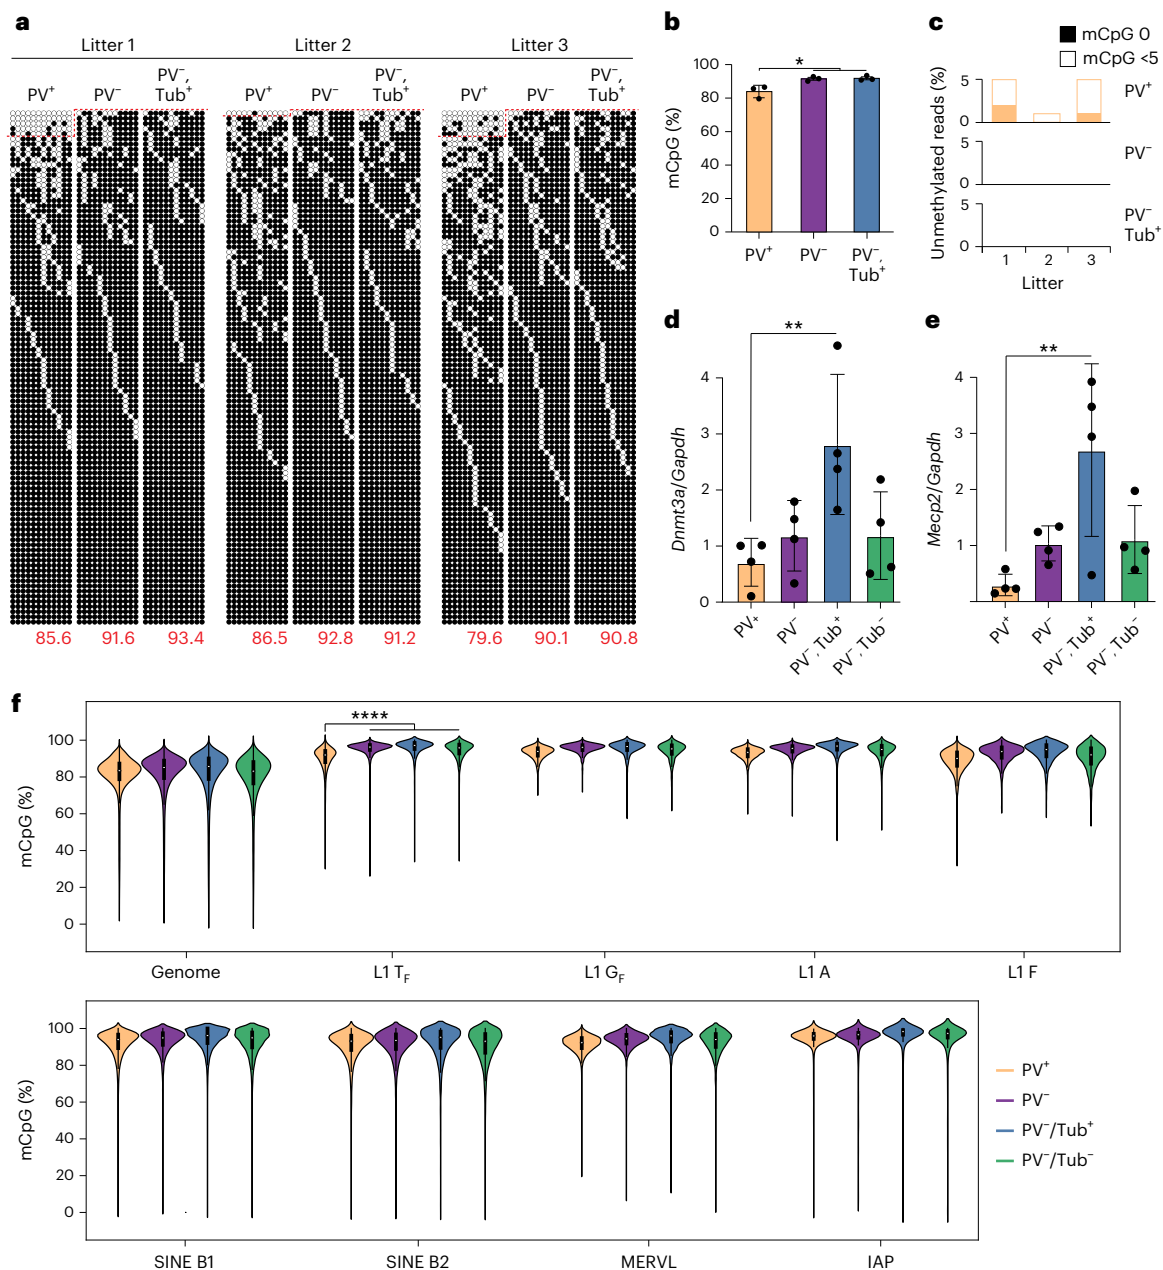 a
Litter 1
Litter 2
Litter 3
PV⁺
PV⁻
PV⁻,
Tub⁺
PV⁺
PV⁻
PV⁻,
Tub⁺
PV⁺
PV⁻
PV⁻,
Tub⁺
85.6
91.6
93.4
86.5
92.8
91.2
79.6
90.1
90.8
b
mCpG (%)
100
80
60
40
20
0
*
PV⁺
PV⁻
PV⁻,
Tub⁺
c
mCpG 0
mCpG <5
Unmethylated reads (%)
5
0
PV⁺
5
0
PV⁻
5
0
PV⁻
Tub⁺
1
2
3
Litter
d
Dnmt3a/Gapdh
4
3
2
1
0
**
PV⁺
PV⁻
PV⁻, Tub⁺
PV⁻, Tub⁻
e
Mecp2/Gapdh
4
3
2
1
**
PV⁺
PV⁻
PV⁻, Tub⁺
PV⁻, Tub⁻
f
mCpG (%)
100
80
60
40
20
0
****
Genome
L1 T_F
L1 G_F
L1 A
L1 F
mCpG (%)
100
80
60
40
20
0
SINE B1
SINE B2
MERVL
IAP
PV⁺
PV⁻
PV⁻/Tub⁺
PV⁻/Tub⁻